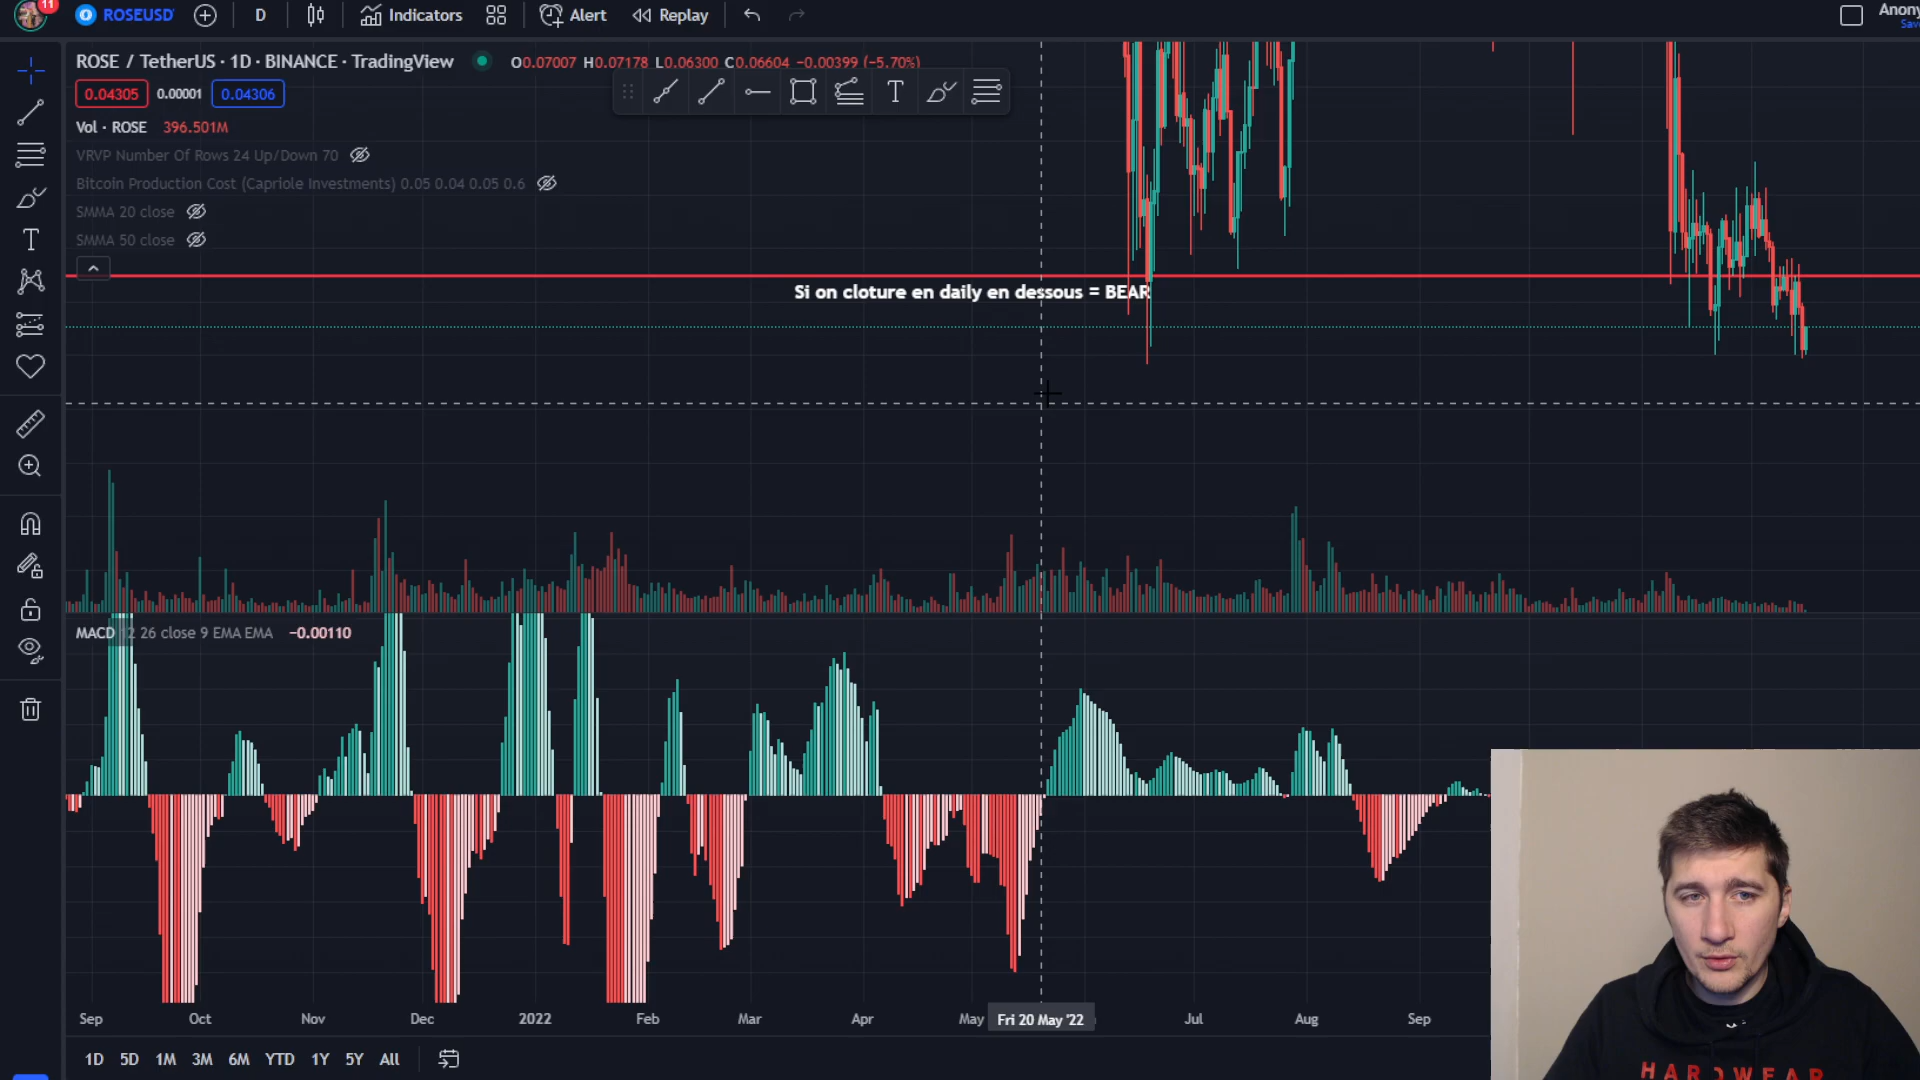 11
ROSEUSD
D
Indicators
Alert
Replay
Anony
Sav
ROSE / TetherUS · 1D · BINANCE · TradingView
O0.07007 H0.07178 L0.06300 C0.06604 −0.00399 (−5.70%)
0.04305 0.00001 0.04306
Vol · ROSE 396.501M
VRVP Number Of Rows 24 Up/Down 70
Bitcoin Production Cost (Capriole Investments) 0.05 0.04 0.05 0.6
SMMA 20 close
SMMA 50 close
Si on cloture en daily en dessous = BEAR
MACD 12 26 close 9 EMA EMA −0.00110
Sep Oct Nov Dec 2022 Feb Mar Apr May Fri 20 May '22 Jul Aug Sep
1D 5D 1M 3M 6M YTD 1Y 5Y All